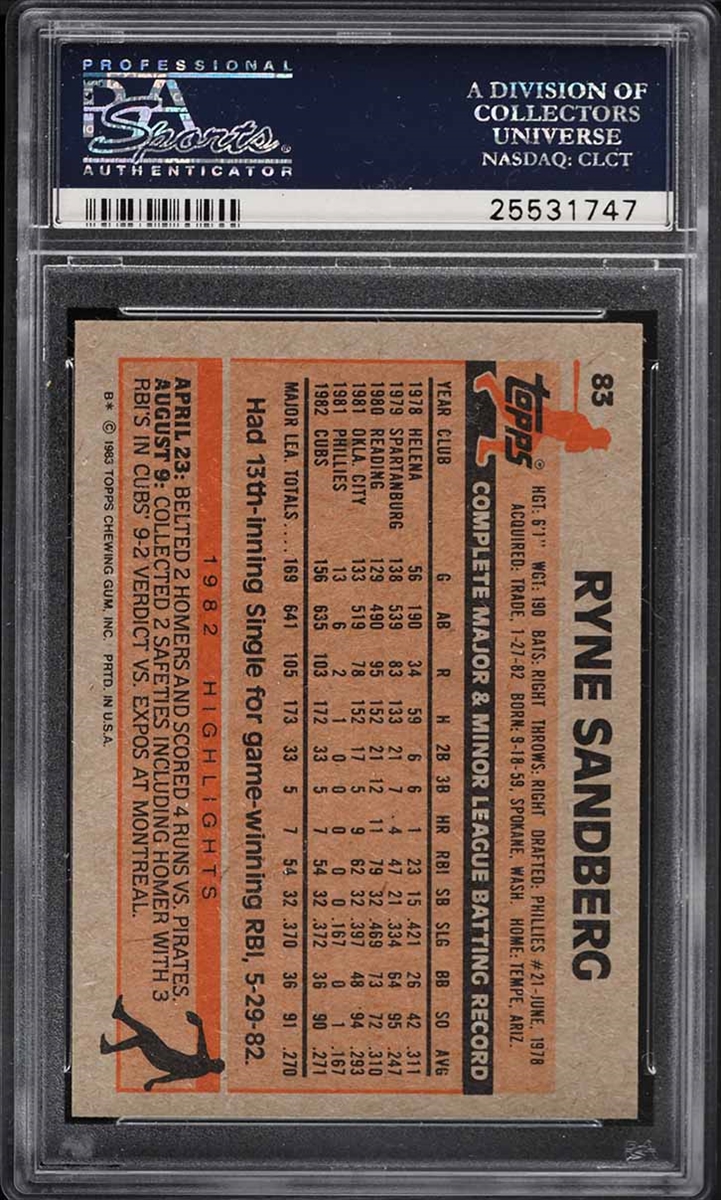 PROFESSIONAL
PSA
Sports
AUTHENTICATOR
A DIVISION OF
COLLECTORS
UNIVERSE
NASDAQ: CLCT
25531747
83
RYNE SANDBERG
topps®
HGT: 6'1" WGT: 190 BATS: RIGHT THROWS: RIGHT DRAFTED: PHILLIES #21-JUNE, 1978
ACQUIRED: TRADE, 1-27-82 BORN: 9-18-59, SPOKANE, WASH. HOME: TEMPE, ARIZ.
COMPLETE MAJOR & MINOR LEAGUE BATTING RECORD
YEAR CLUB G AB R H 2B 3B HR RBI SB SLG BB SO AVG
1978 HELENA 56 190 34 59 6 6 1 23 15 .421 26 42 .311
1979 SPARTANBURG 138 539 83 133 21 7 4 47 21 .334 64 95 .247
1980 READING 129 490 95 152 21 12 11 79 32 .469 73 72 .310
1981 OKLA. CITY 133 519 78 152 17 5 9 62 32 .397 48 94 .293
1981 PHILLIES 13 6 2 1 0 0 0 0 0 .167 0 1 .167
1982 CUBS 156 635 103 172 33 5 7 54 32 .372 36 90 .271
MAJOR LEA. TOTALS.... 169 641 105 173 33 5 7 54 32 .370 36 91 .270
Had 13th-inning Single for game-winning RBI, 5-29-82.
1982 HIGHLIGHTS
APRIL 23: BELTED 2 HOMERS AND SCORED 4 RUNS VS. PIRATES.
AUGUST 9: COLLECTED 2 SAFETIES INCLUDING HOMER WITH 3
RBI'S IN CUBS' 9-2 VERDICT VS. EXPOS AT MONTREAL.
B* © 1983 TOPPS CHEWING GUM, INC. PRTD. IN U.S.A.